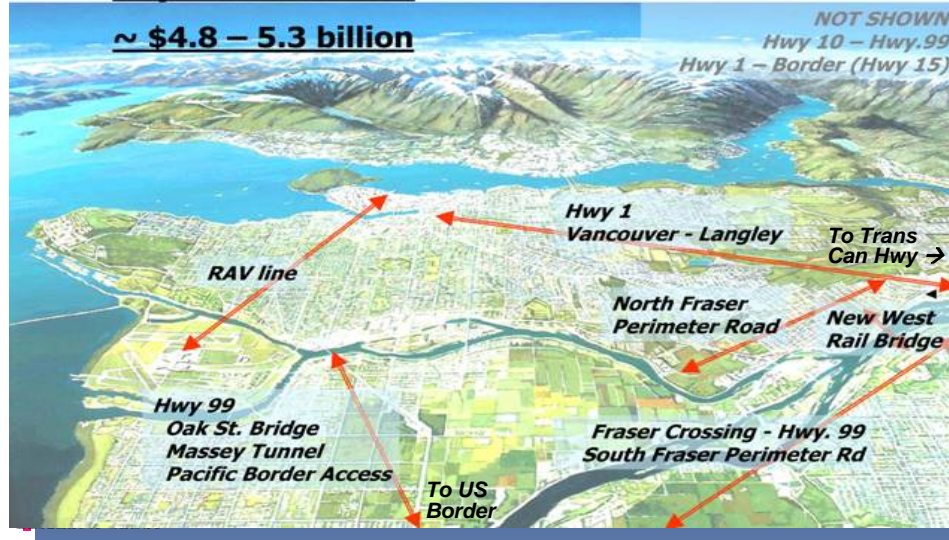 ~ $4.8 – 5.3 billion
NOT SHOWN
Hwy 10 – Hwy.99
Hwy 1 – Border (Hwy 15)
Hwy 1
Vancouver - Langley
To Trans
Can Hwy →
RAV line
North Fraser
Perimeter Road
New West
Rail Bridge
Hwy 99
Oak St. Bridge
Massey Tunnel
Pacific Border Access
Fraser Crossing - Hwy. 99
South Fraser Perimeter Rd
To US
Border